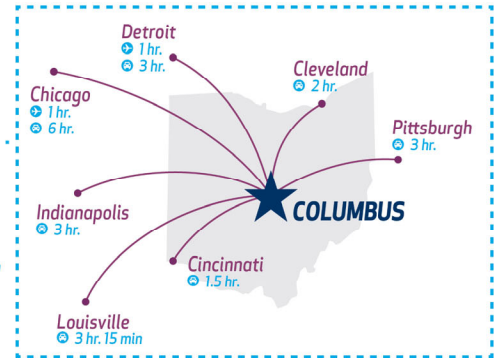 Detroit
1 hr.
3 hr.
Cleveland
2 hr.
Chicago
1 hr.
6 hr.
Pittsburgh
3 hr.
Indianapolis
3 hr.
COLUMBUS
Cincinnati
1.5 hr.
Louisville
3 hr. 15 min